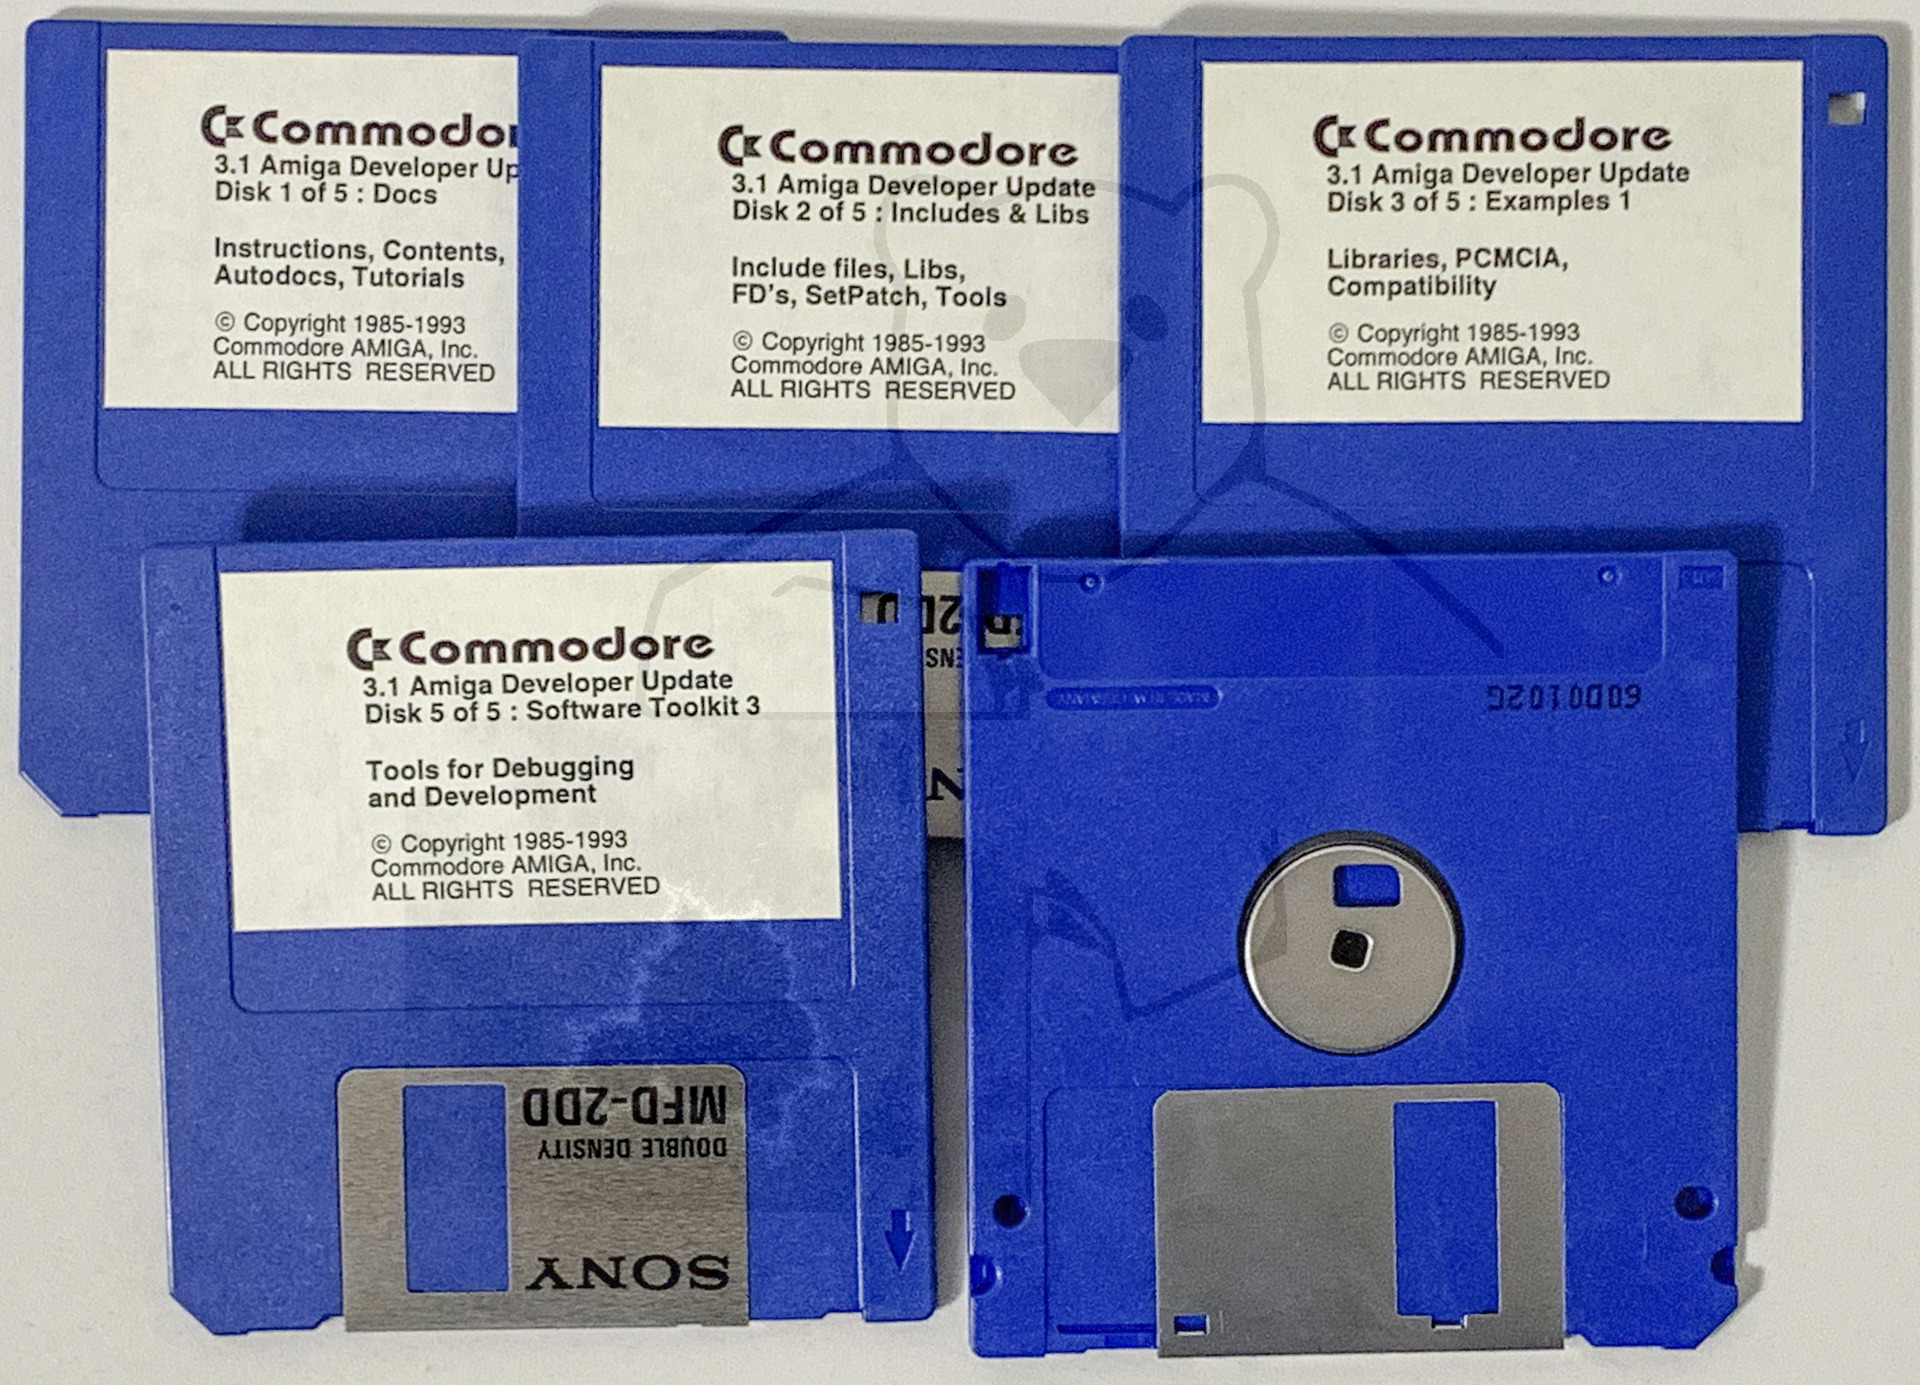 Commodor
3.1 Amiga Developer Up
Disk 1 of 5 : Docs
Instructions, Contents,
Autodocs, Tutorials
© Copyright 1985-1993
Commodore AMIGA, Inc.
ALL RIGHTS RESERVED
Commodore
3.1 Amiga Developer Update
Disk 2 of 5 : Includes & Libs
Include files, Libs,
FD's, SetPatch, Tools
© Copyright 1985-1993
Commodore AMIGA, Inc.
ALL RIGHTS RESERVED
Commodore
3.1 Amiga Developer Update
Disk 3 of 5 : Examples 1
Libraries, PCMCIA,
Compatibility
© Copyright 1985-1993
Commodore AMIGA, Inc.
ALL RIGHTS RESERVED
Commodore
3.1 Amiga Developer Update
Disk 5 of 5 : Software Toolkit 3
Tools for Debugging
and Development
© Copyright 1985-1993
Commodore AMIGA, Inc.
ALL RIGHTS RESERVED
SONY
DOUBLE DENSITY
MFD-2DD
60D0102G